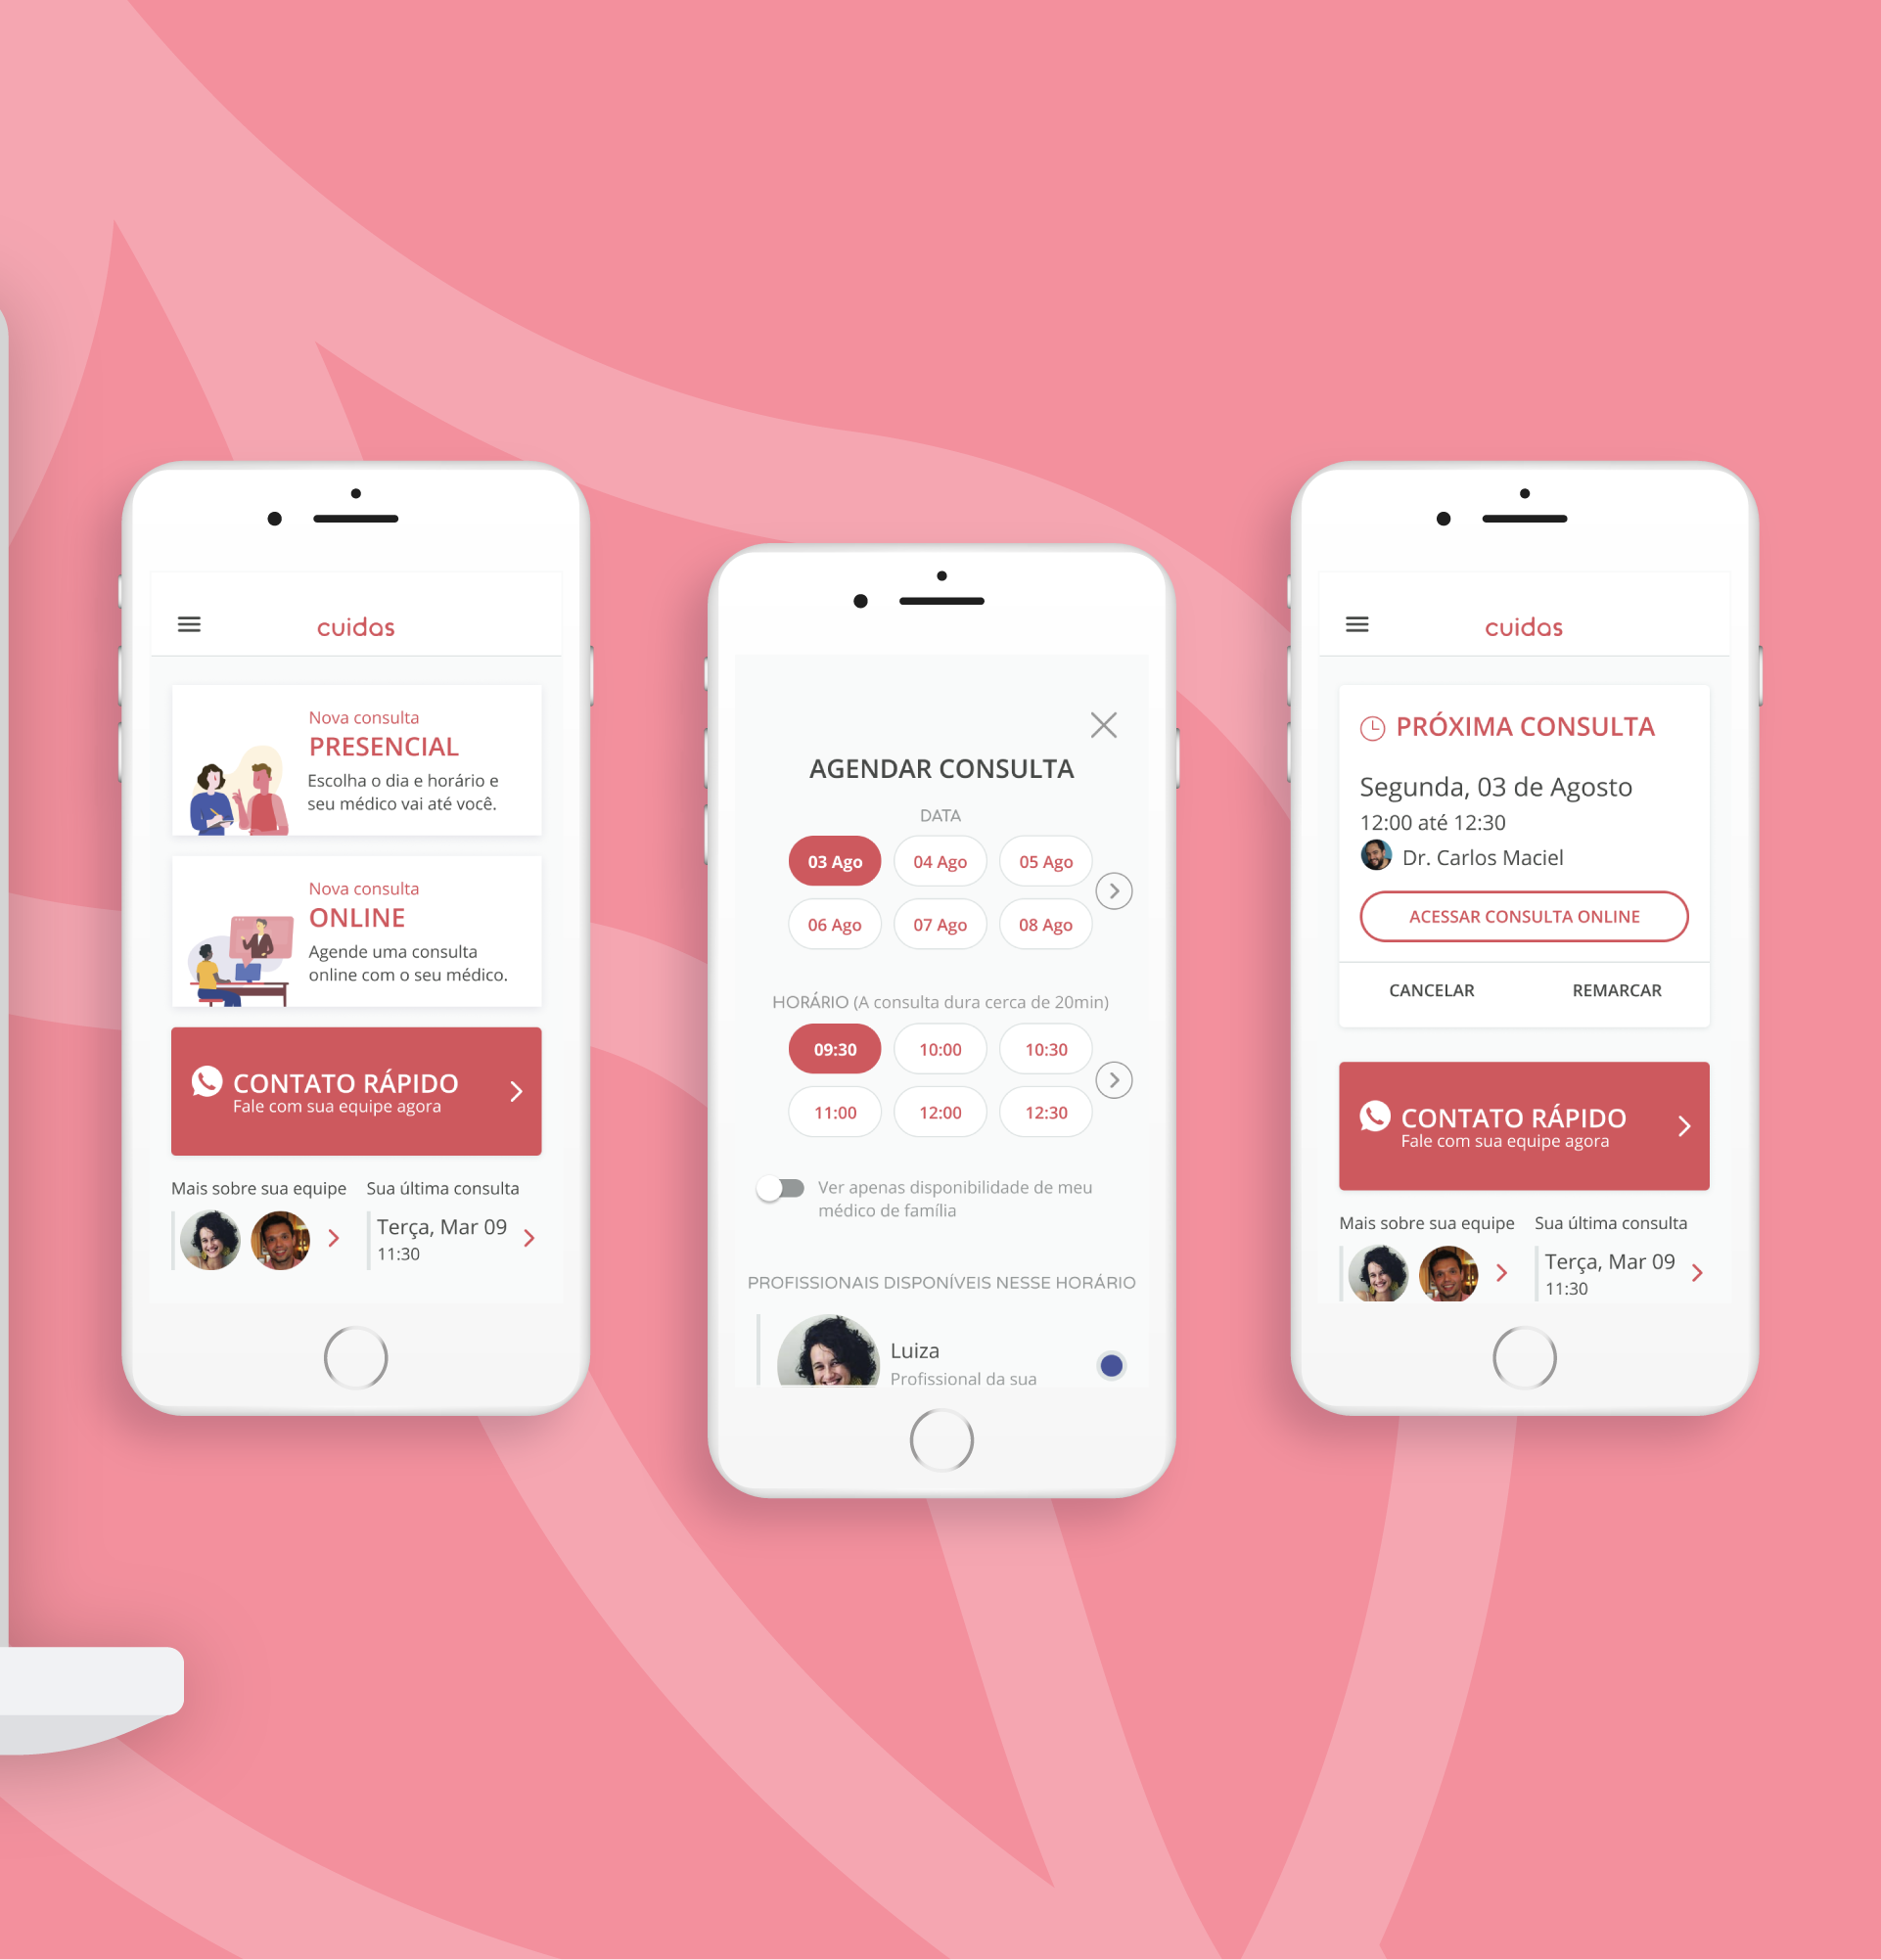 cuidas
Nova consulta
PRESENCIAL
Escolha o dia e horário e
seu médico vai até você.
Nova consulta
ONLINE
Agende uma consulta
online com o seu médico.
CONTATO RÁPIDO
Fale com sua equipe agora
Mais sobre sua equipe
Sua última consulta
Terça, Mar 09
11:30
AGENDAR CONSULTA
DATA
03 Ago 04 Ago 05 Ago
06 Ago 07 Ago 08 Ago
HORÁRIO (A consulta dura cerca de 20min)
09:30 10:00 10:30
11:00 12:00 12:30
Ver apenas disponibilidade de meu
médico de família
PROFISSIONAIS DISPONÍVEIS NESSE HORÁRIO
Luiza
Profissional da sua
cuidas
PRÓXIMA CONSULTA
Segunda, 03 de Agosto
12:00 até 12:30
Dr. Carlos Maciel
ACESSAR CONSULTA ONLINE
CANCELAR REMARCAR
CONTATO RÁPIDO
Fale com sua equipe agora
Mais sobre sua equipe
Sua última consulta
Terça, Mar 09
11:30